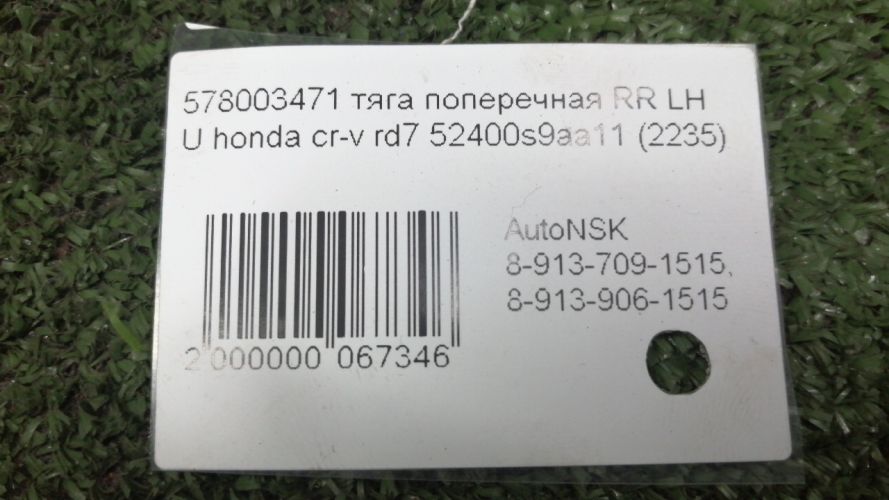 578003471 тяга поперечная RR LH
U honda cr-v rd7 52400s9aa11 (2235)
AutoNSK
8-913-709-1515,
8-913-906-1515
2 000000 067346